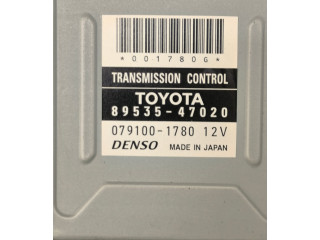 *0017806*
TRANSMISSION CONTROL
TOYOTA
89535-47020
079100-1780 12V
DENSO MADE IN JAPAN